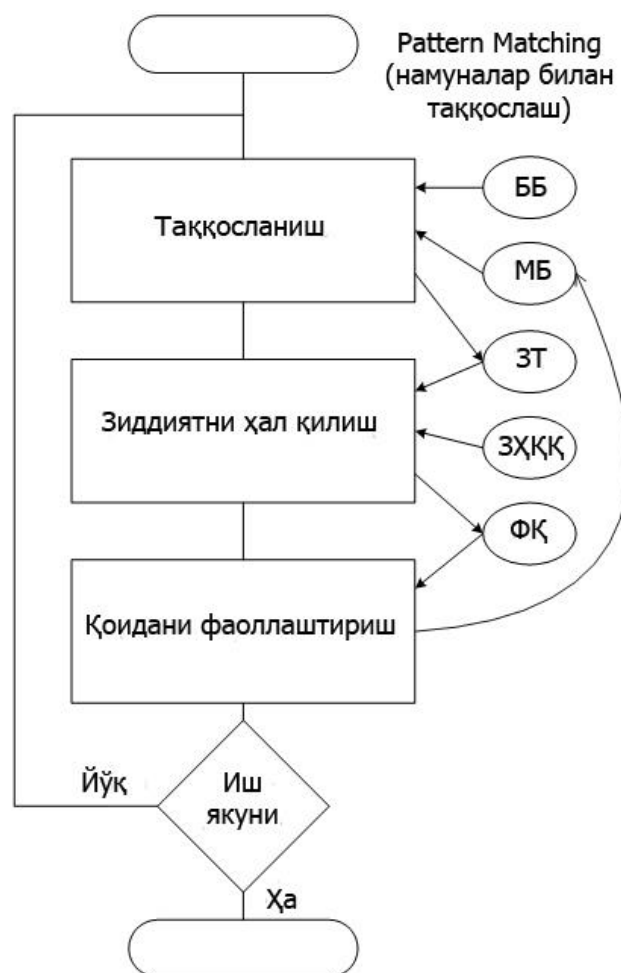 Pattern Matching
(намуналар билан
таққослаш)
Таққосланиш
ББ
МБ
ЗТ
Зиддиятни ҳал қилиш
ЗҲҚҚ
ФҚ
Қоидани фаоллаштириш
Йўқ
Иш
якуни
Ҳа